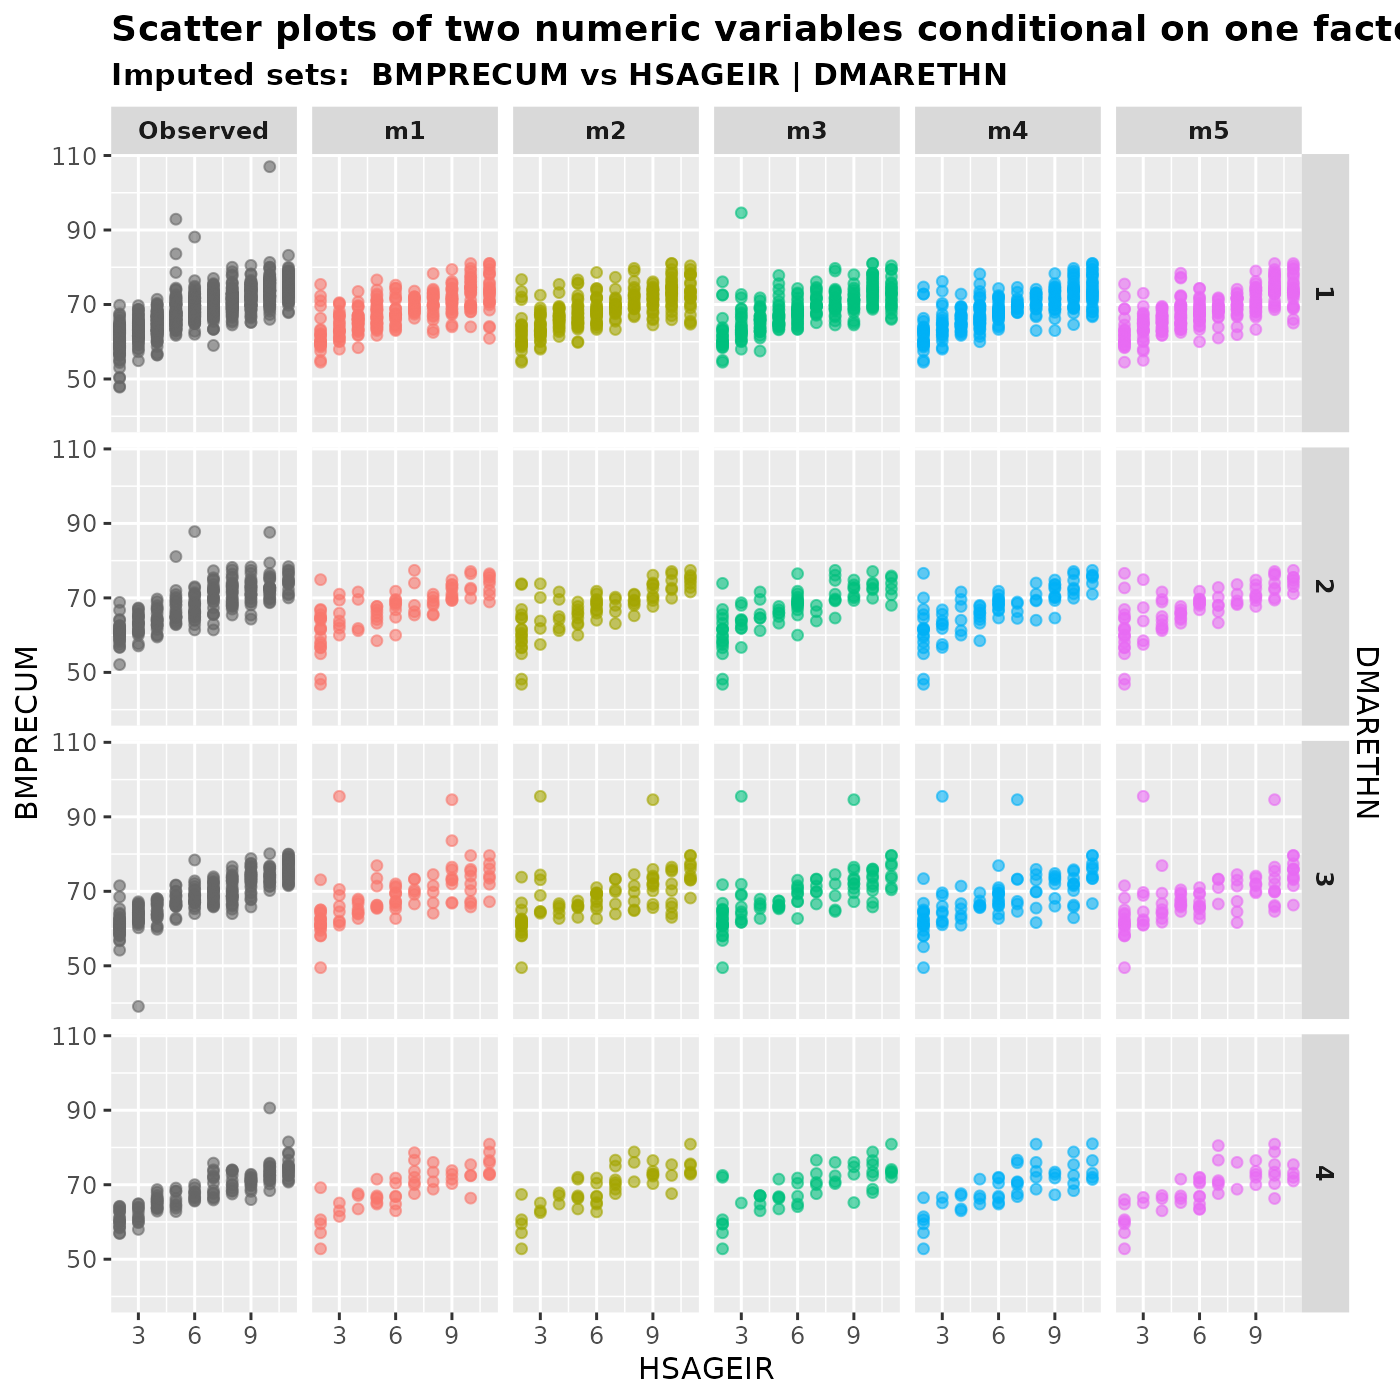 Scatter plots of two numeric variables conditional on one facto
Imputed sets:  BMPRECUM vs HSAGEIR | DMARETHN
Observed m1 m2 m3 m4 m5
110
90
70
50
1
110
90
70
50
2
110
90
70
50
3
110
90
70
50
4
BMPRECUM
DMARETHN
3 6 9 3 6 9 3 6 9 3 6 9 3 6 9 3 6 9
HSAGEIR